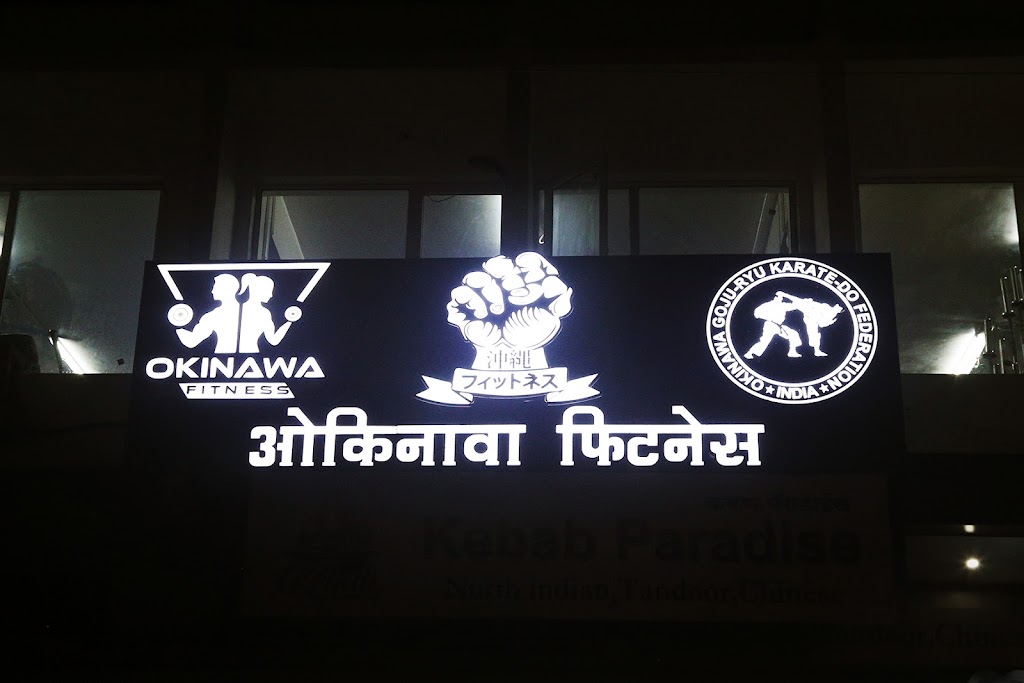 OKINAWA
FITNESS
沖縄
フィットネス
OKINAWA GOJU-RYU KARATE-DO FEDERATION
★ INDIA ★
ओकिनावा फिटनेस
Kebab Paradise
North Indian,Tandoor,Chinese